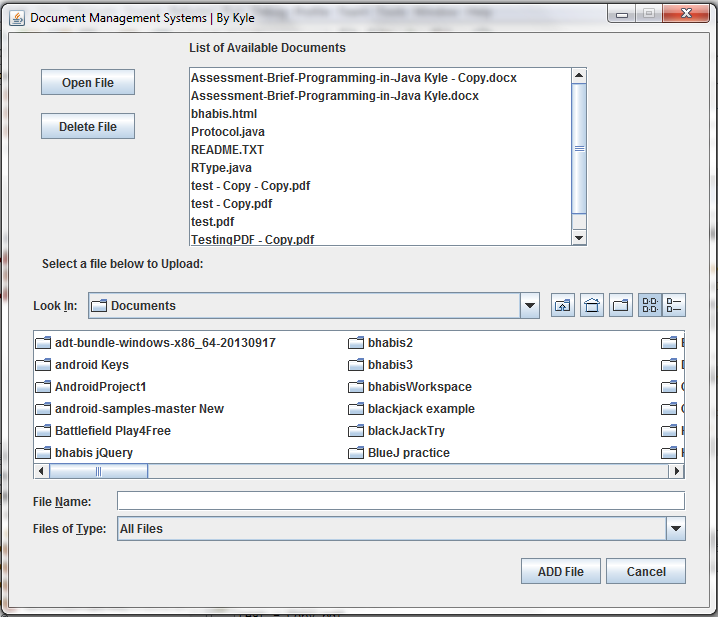 Document Management Systems | By Kyle
List of Available Documents
Open File
Delete File
Assessment-Brief-Programming-in-Java Kyle - Copy.docx
Assessment-Brief-Programming-in-Java Kyle.docx
bhabis.html
Protocol.java
README.TXT
RType.java
test - Copy - Copy.pdf
test - Copy.pdf
test.pdf
TestingPDF - Copy.pdf
Select a file below to Upload:
Look In: Documents
adt-bundle-windows-x86_64-20130917 bhabis2
android Keys bhabis3
AndroidProject1 bhabisWorkspace
android-samples-master New blackjack example
Battlefield Play4Free blackJackTry
bhabis jQuery BlueJ practice
File Name:
Files of Type: All Files
ADD File Cancel